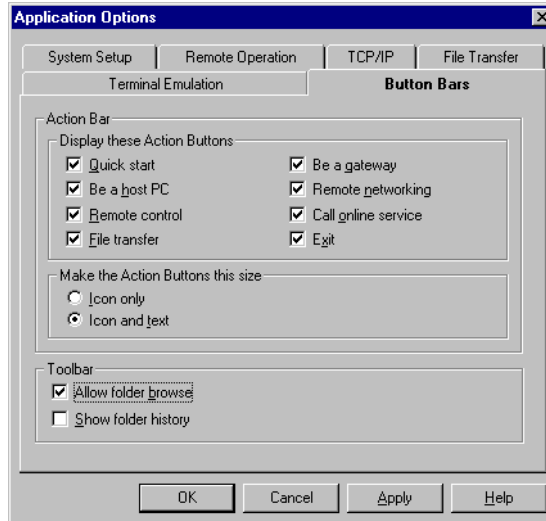 Application Options
System Setup Remote Operation TCP/IP File Transfer
Terminal Emulation Button Bars
Action Bar
Display these Action Buttons
Quick start Be a gateway
Be a host PC Remote networking
Remote control Call online service
File transfer Exit
Make the Action Buttons this size
Icon only
Icon and text
Toolbar
Allow folder browse
Show folder history
OK Cancel Apply Help